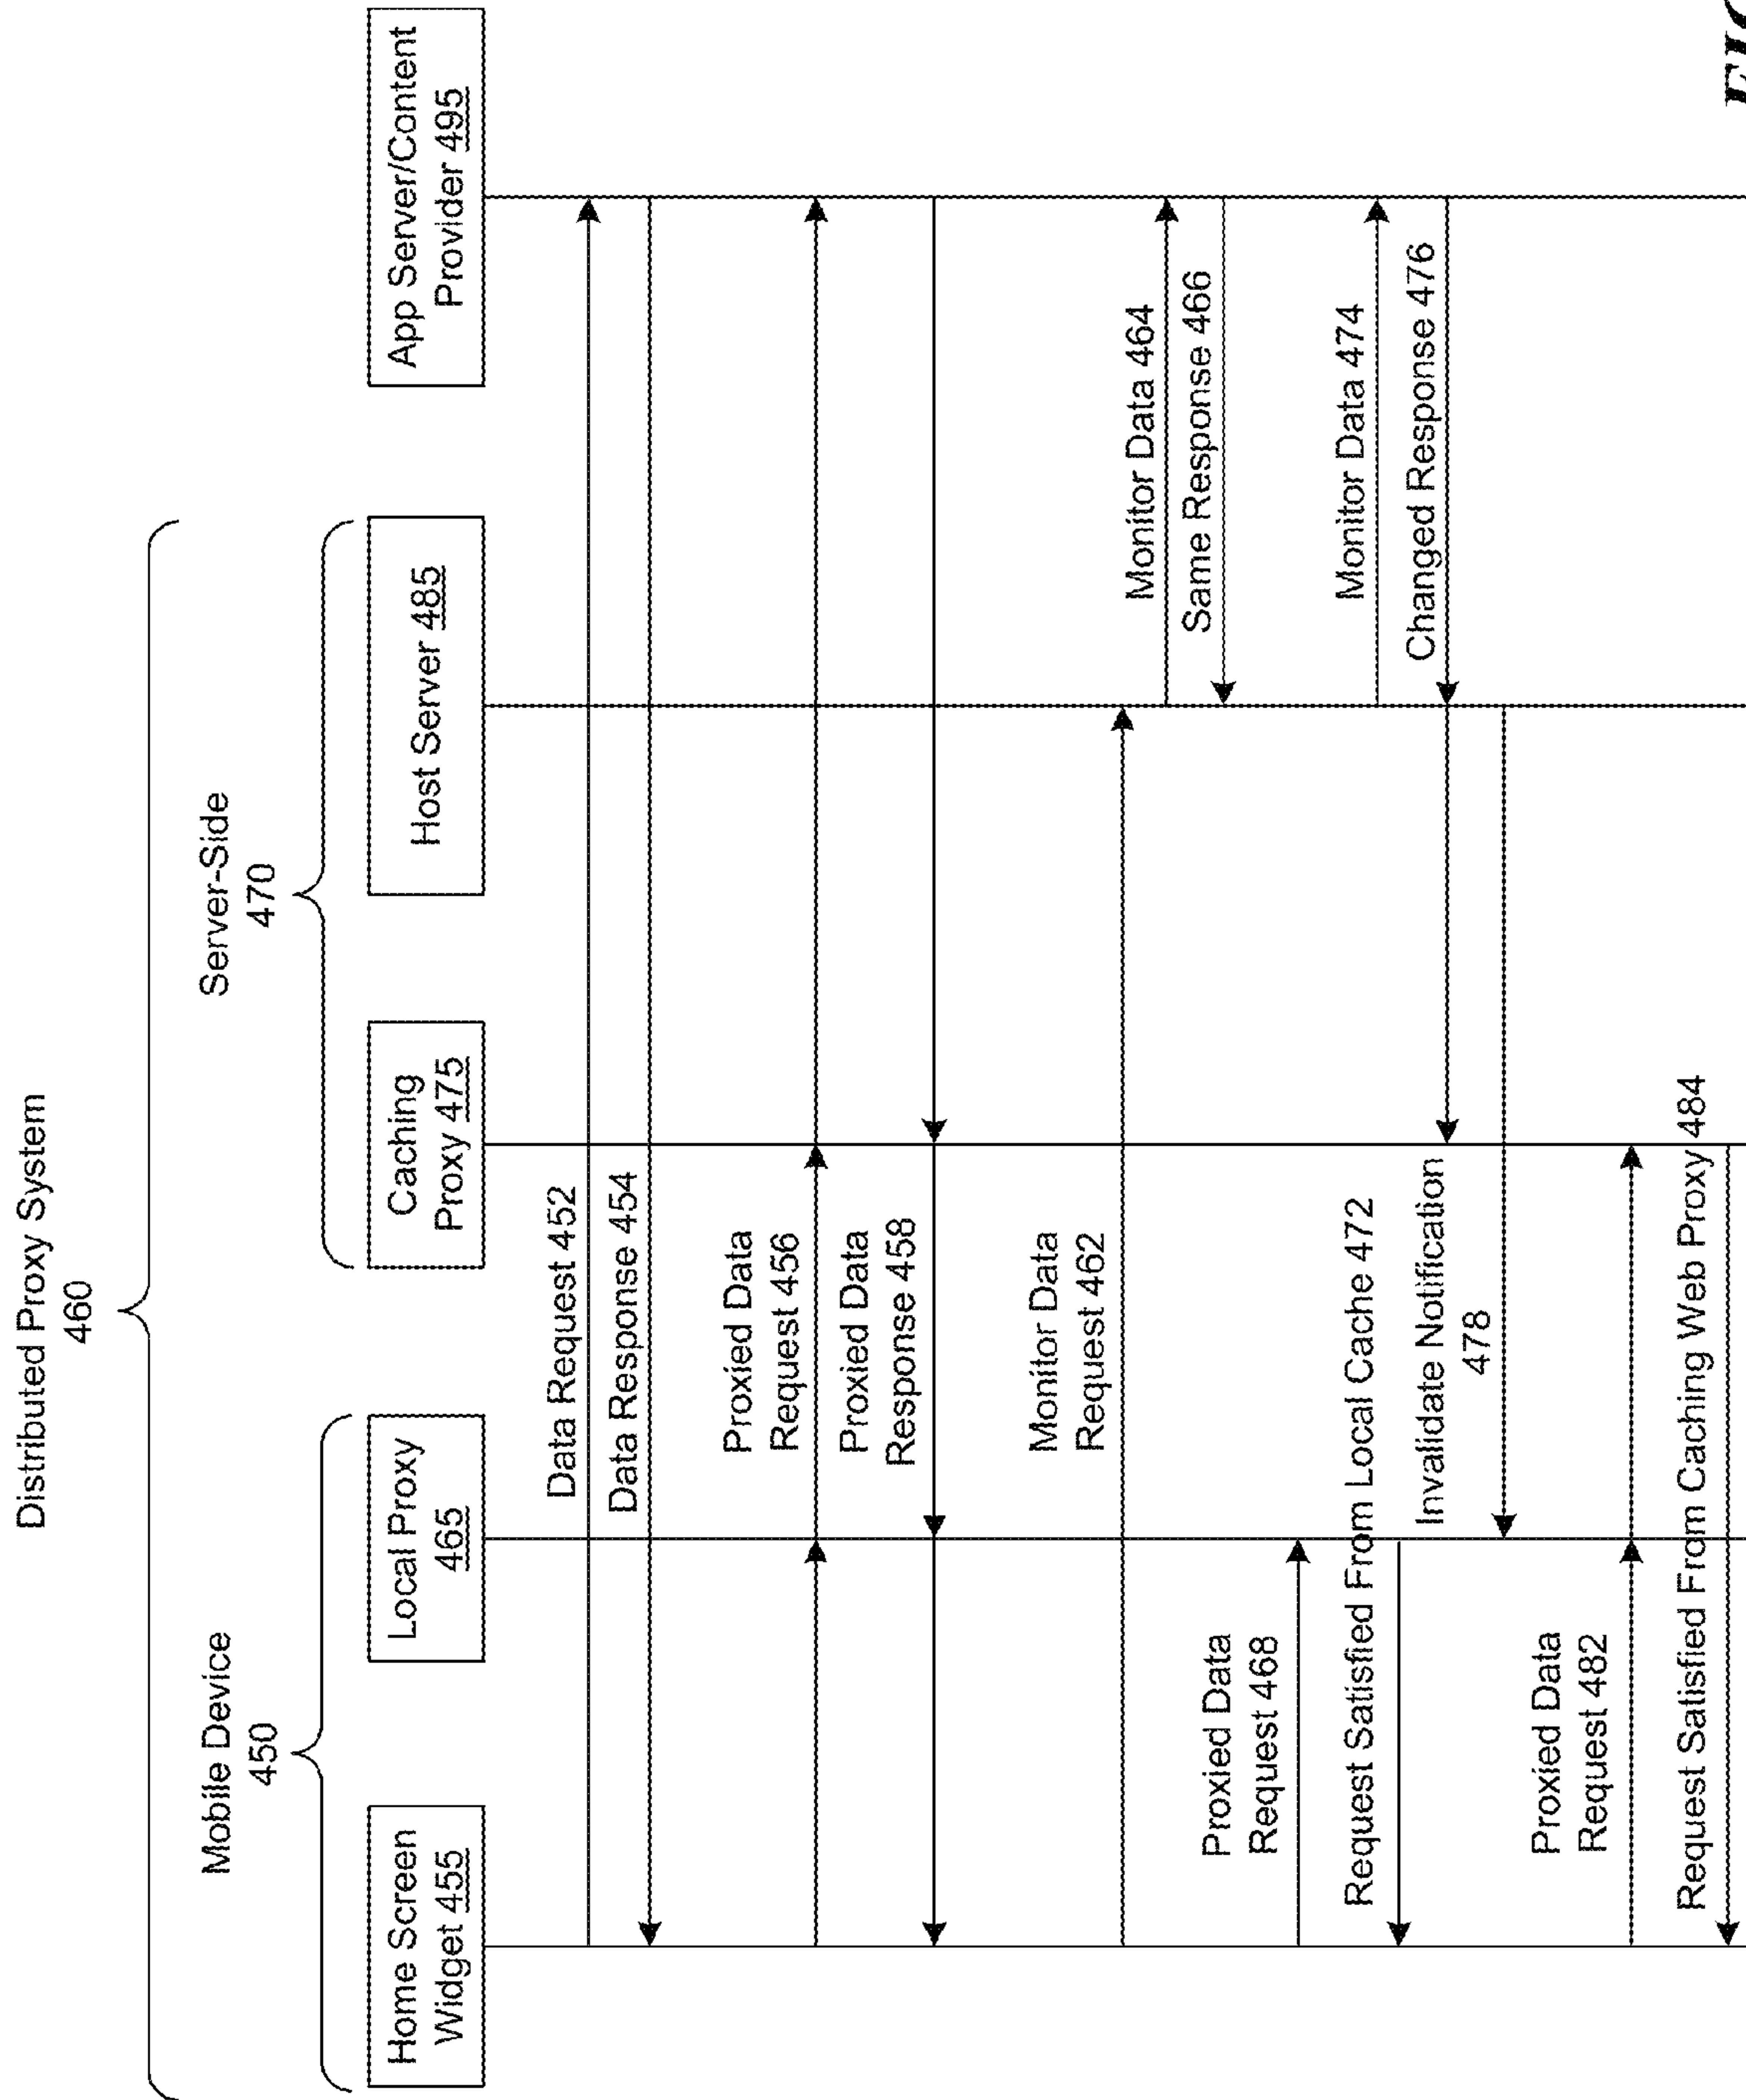 Distributed Proxy System
460
Mobile Device
450
Server-Side
470
Home Screen
Widget 455
Local Proxy
465
Caching
Proxy 475
Host Server 485
App Server/Content
Provider 495
Data Request 452
Data Response 454
Proxied Data
Request 456
Proxied Data
Response 458
Monitor Data
Request 462
Monitor Data 464
Same Response 466
Proxied Data
Request 468
Request Satisfied From Local Cache 472
Monitor Data 474
Changed Response 476
Invalidate Notification
478
Proxied Data
Request 482
Request Satisfied From Caching Web Proxy 484